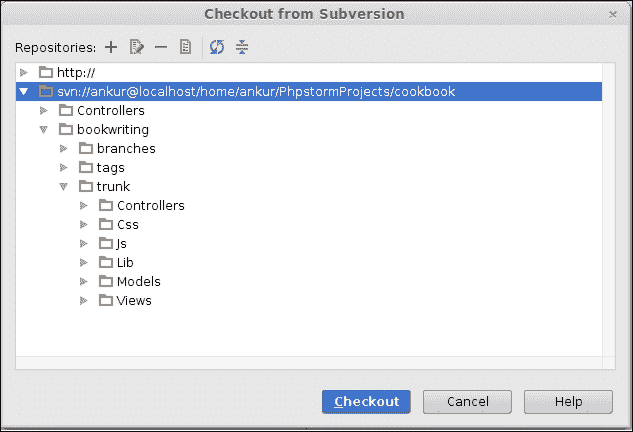 Checkout from Subversion
Repositories:
http://
svn://ankur@localhost/home/ankur/PhpstormProjects/cookbook
Controllers
bookwriting
branches
tags
trunk
Controllers
Css
Js
Lib
Models
Views
Checkout Cancel Help